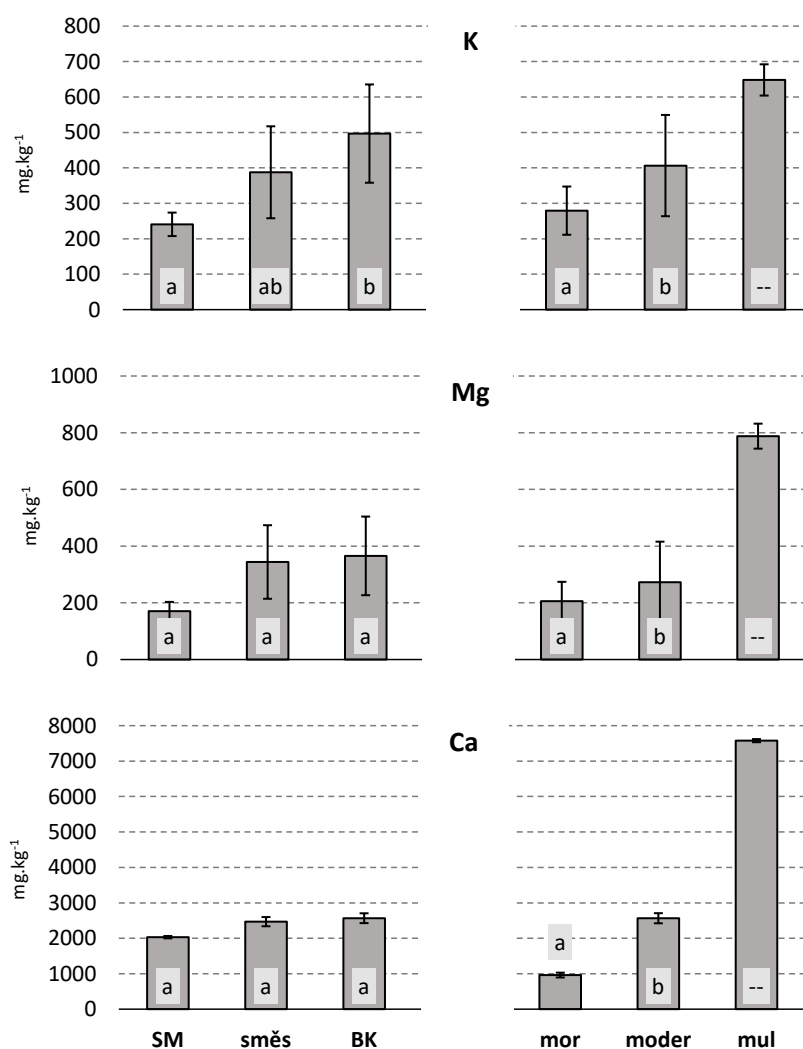 K
800
700
600
500
400
300
200
100
0
mg.kg-1
a ab b
a b --
Mg
1000
800
600
400
200
0
mg.kg-1
a a a
a b --
Ca
8000
7000
6000
5000
4000
3000
2000
1000
0
mg.kg-1
a a a
a b --
SM směs BK
mor moder mul